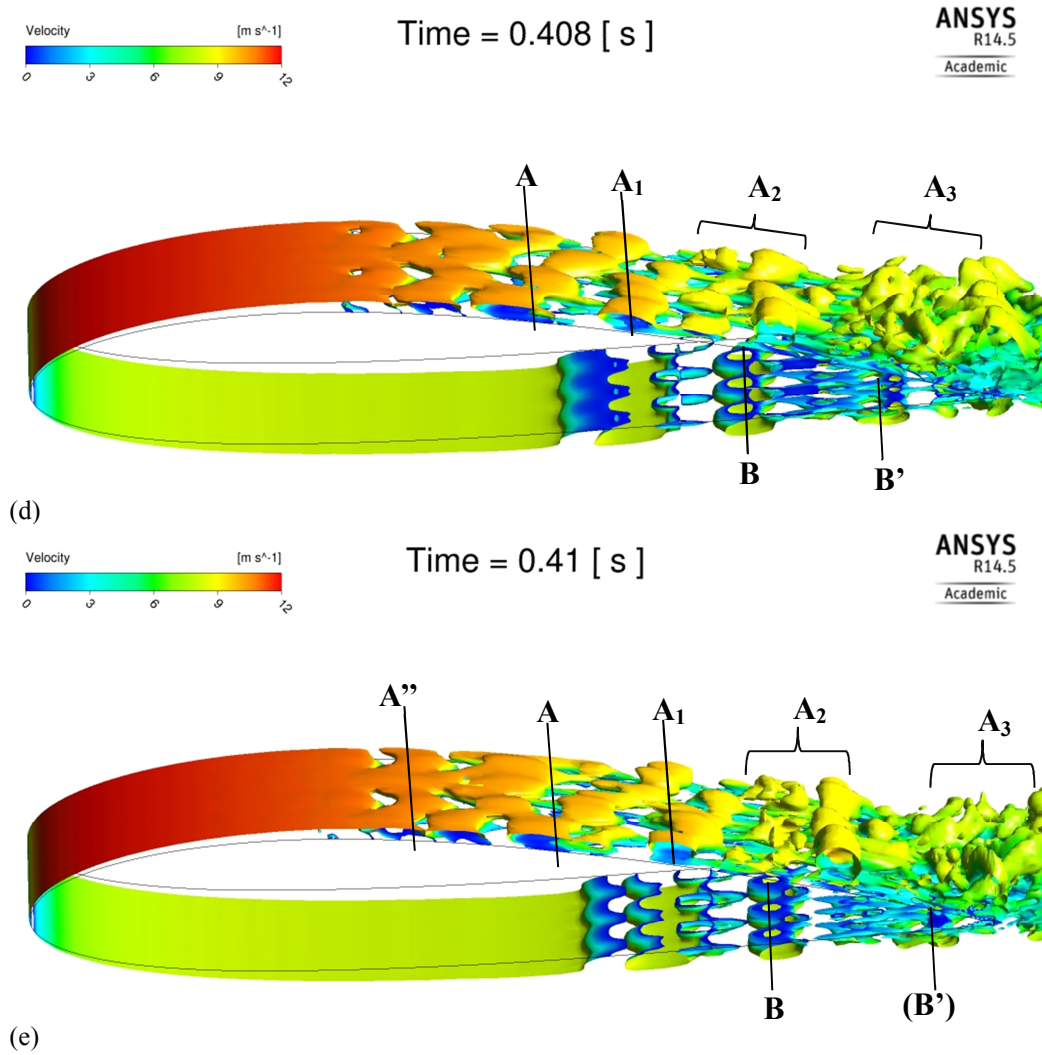 Velocity [m s^-1]
0 3 6 9 12
Time = 0.408 [ s ]
ANSYS
R14.5
Academic
A A₁ A₂ A₃
B B’
(d)
Velocity [m s^-1]
0 3 6 9 12
Time = 0.41 [ s ]
ANSYS
R14.5
Academic
A” A A₁ A₂ A₃
B (B’)
(e)